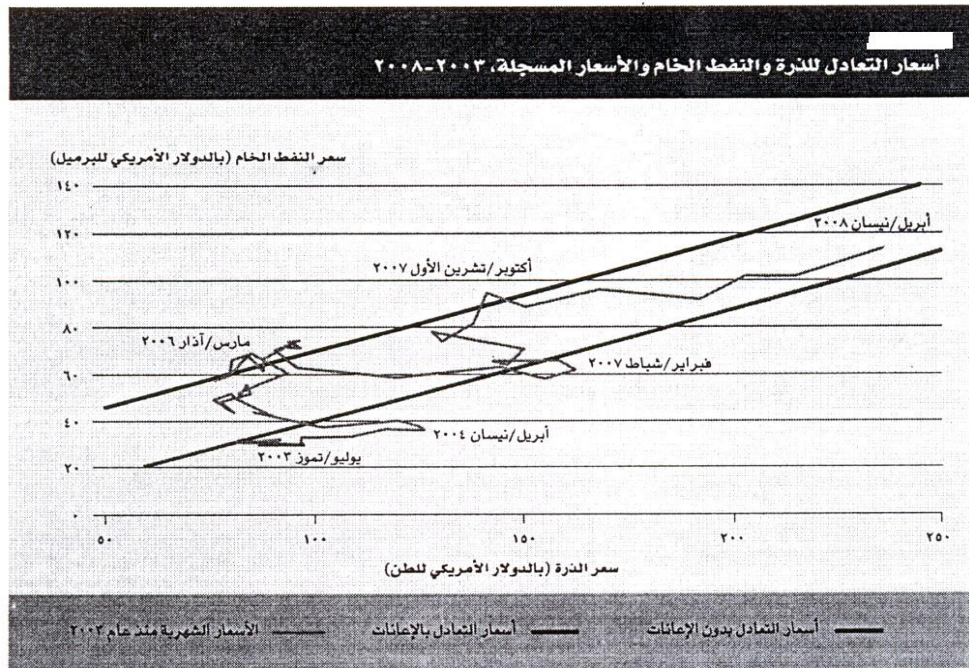 أسعار التعادل للذرة والنفط الخام والأسعار المسجلة، ٢٠٠٣-٢٠٠٨
سعر النفط الخام (بالدولار الأمريكي للبرميل)
١٤٠
١٢٠
١٠٠
٨٠
٦٠
٤٠
٢٠
٠
أبريل/نيسان ٢٠٠٨
أكتوبر/تشرين الأول ٢٠٠٧
مارس/آذار ٢٠٠٦
فبراير/شباط ٢٠٠٧
أبريل/نيسان ٢٠٠٤
يوليو/تموز ٢٠٠٣
٥٠ ١٠٠ ١٥٠ ٢٠٠ ٢٥٠
سعر الذرة (بالدولار الأمريكي للطن)
أسعار التعادل بدون الإعانات
أسعار التعادل بالإعانات
الأسعار الشهرية منذ عام ٢٠٠٣